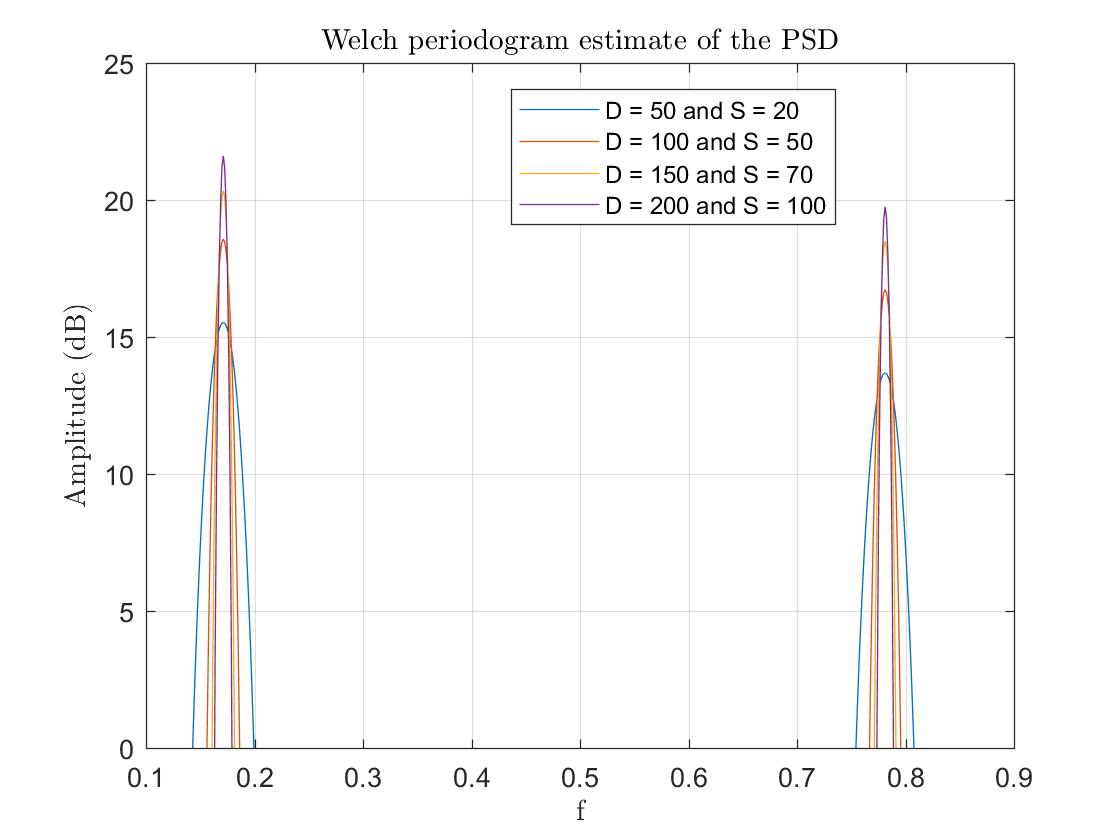 Welch periodogram estimate of the PSD
25
20
15
10
5
0
Amplitude (dB)
D = 50 and S = 20
D = 100 and S = 50
D = 150 and S = 70
D = 200 and S = 100
0.1 0.2 0.3 0.4 0.5 0.6 0.7 0.8 0.9
f